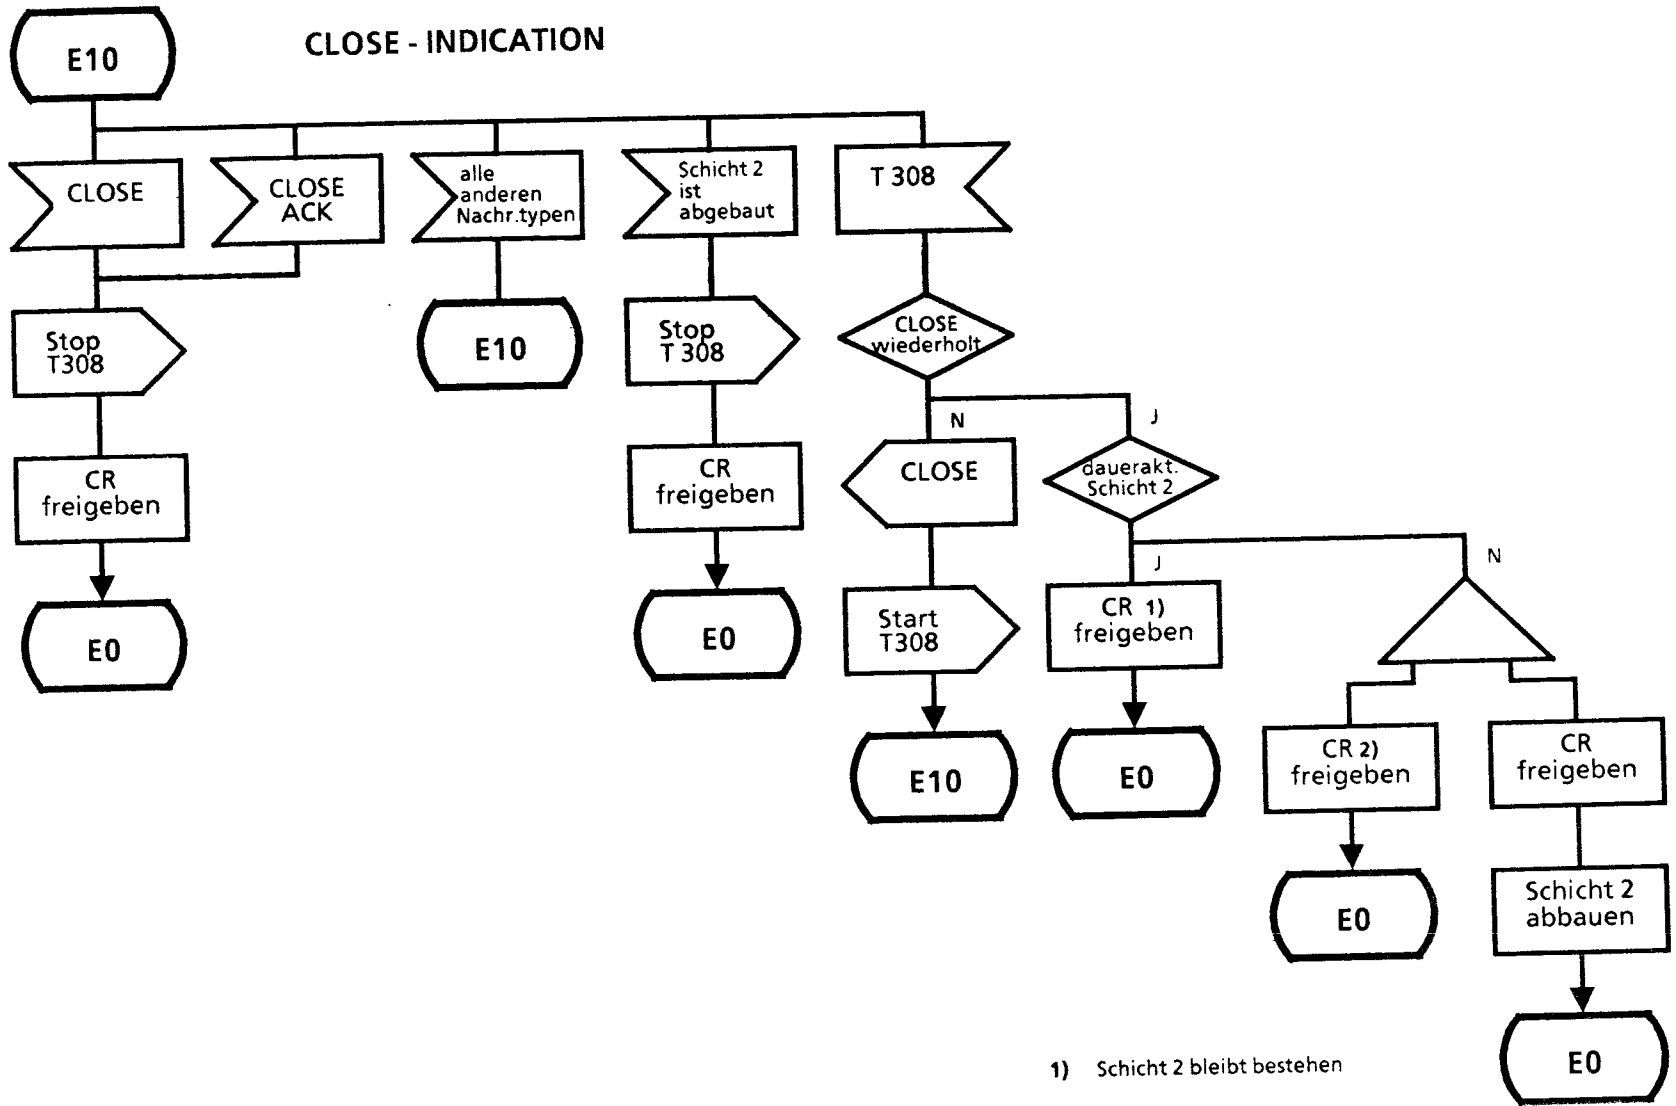 E10
CLOSE - INDICATION
CLOSE
CLOSE
ACK
alle
anderen
Nachr.typen
Schicht 2
ist
abgebaut
T 308
Stop
T308
E10
Stop
T 308
CLOSE
wiederholt
N
J
CR
freigeben
CR
freigeben
CLOSE
dauerakt.
Schicht 2
J
N
E0
E0
Start
T308
CR 1)
freigeben
E10
E0
CR 2)
freigeben
CR
freigeben
E0
Schicht 2
abbauen
E0
1) Schicht 2 bleibt bestehen